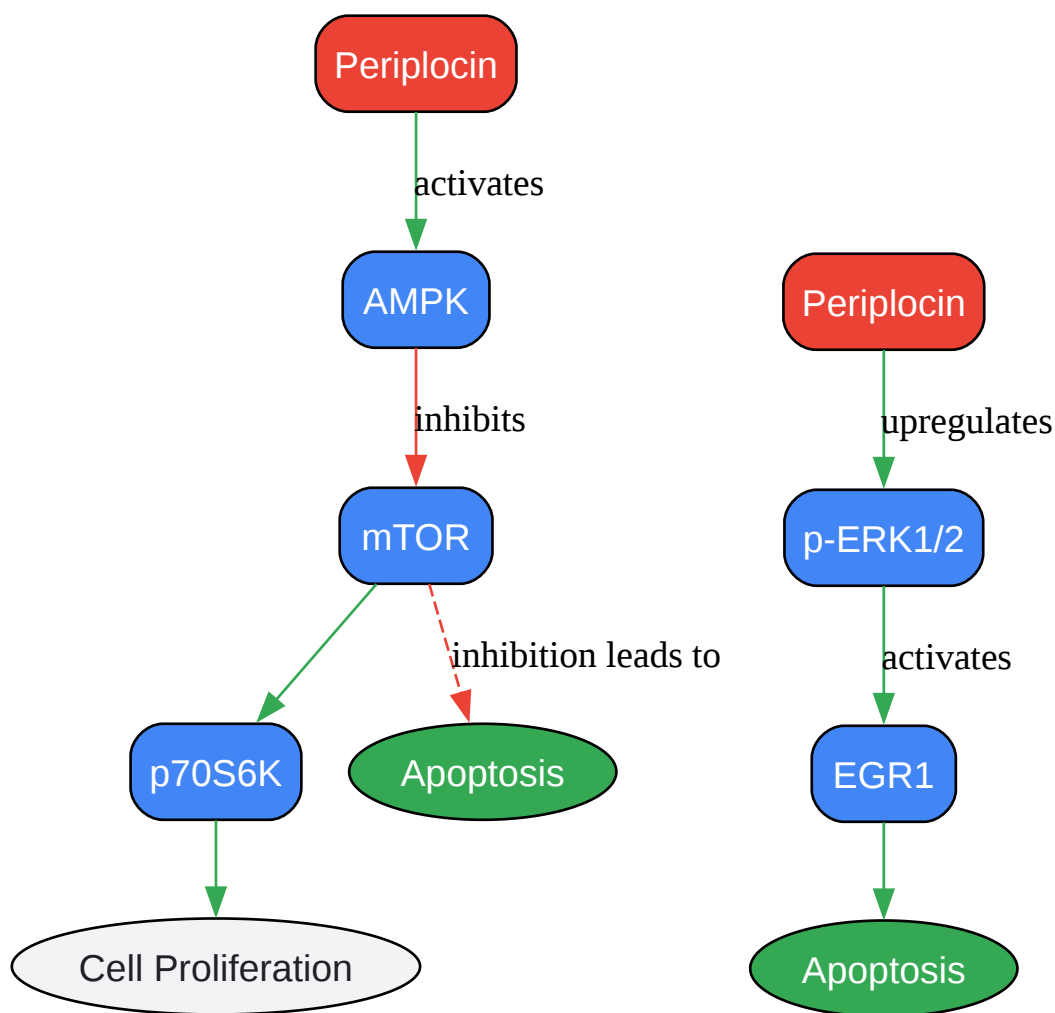 Periplocin
activates
AMPK
inhibits
mTOR
inhibition leads to
p70S6K
Apoptosis
Cell Proliferation
Periplocin
upregulates
p-ERK1/2
activates
EGR1
Apoptosis